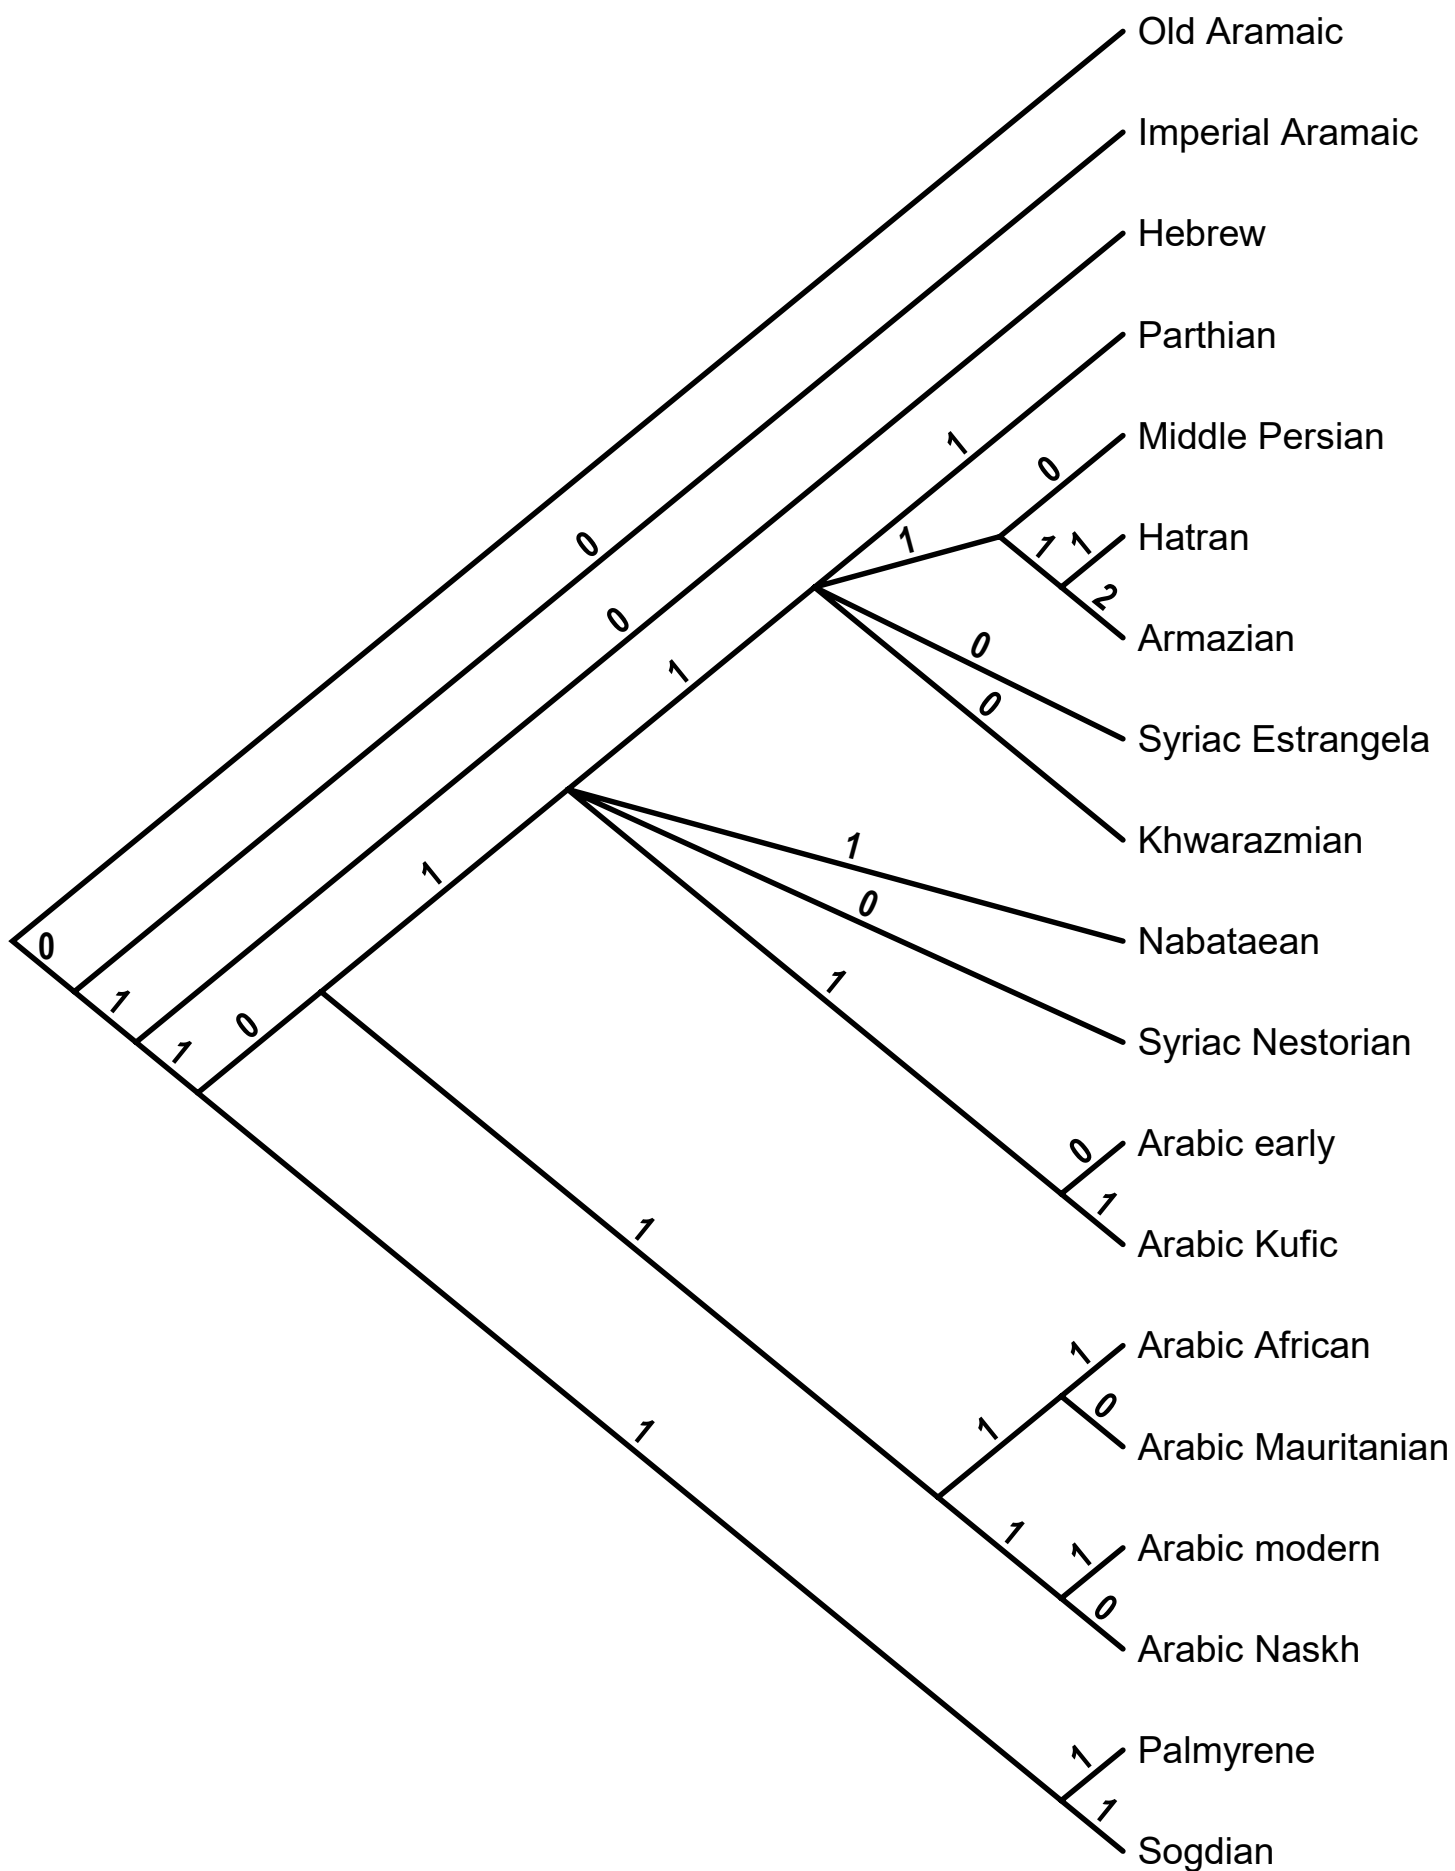 Old Aramaic
Imperial Aramaic
Hebrew
Parthian
1
Middle Persian
0
Hatran
1
1
1
0
2
Armazian
0
0
1
Syriac Estrangela
0
Khwarazmian
1
1
0
Nabataean
0
1
1
0
1
Syriac Nestorian
0
Arabic early
1
Arabic Kufic
1
1
Arabic African
0
1
1
Arabic Mauritanian
1
1
Arabic modern
0
Arabic Naskh
1
Palmyrene
1
Sogdian